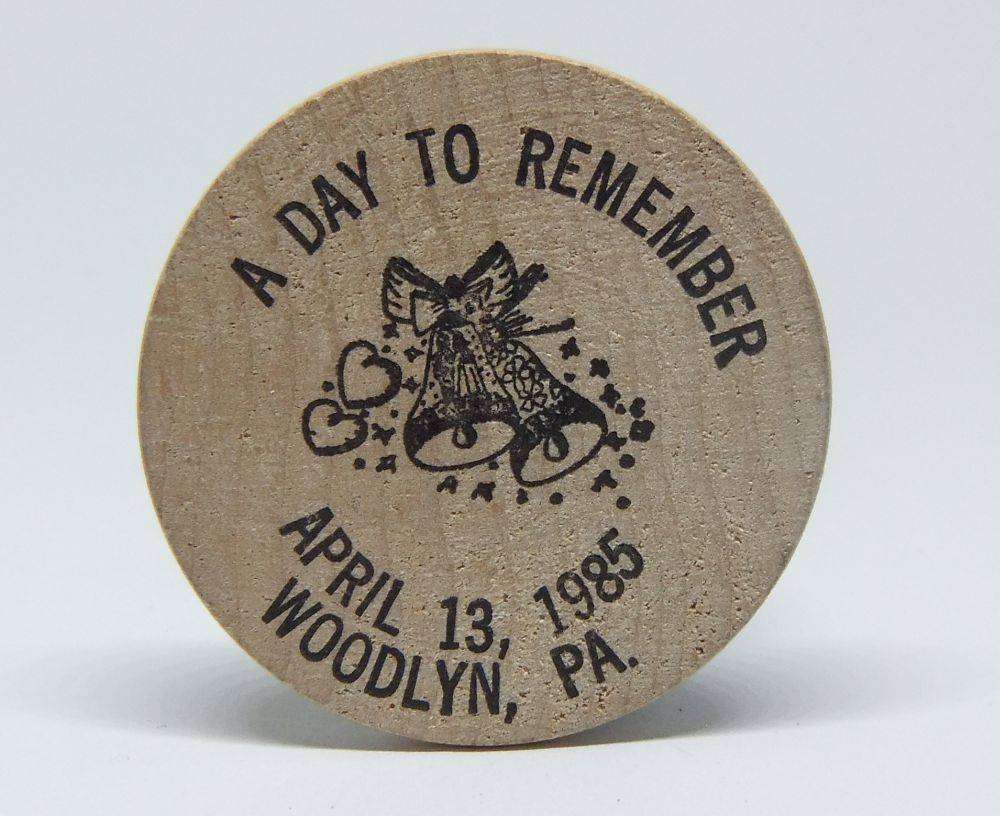 A DAY TO REMEMBER
APRIL 13, 1985
WOODLYN, PA.